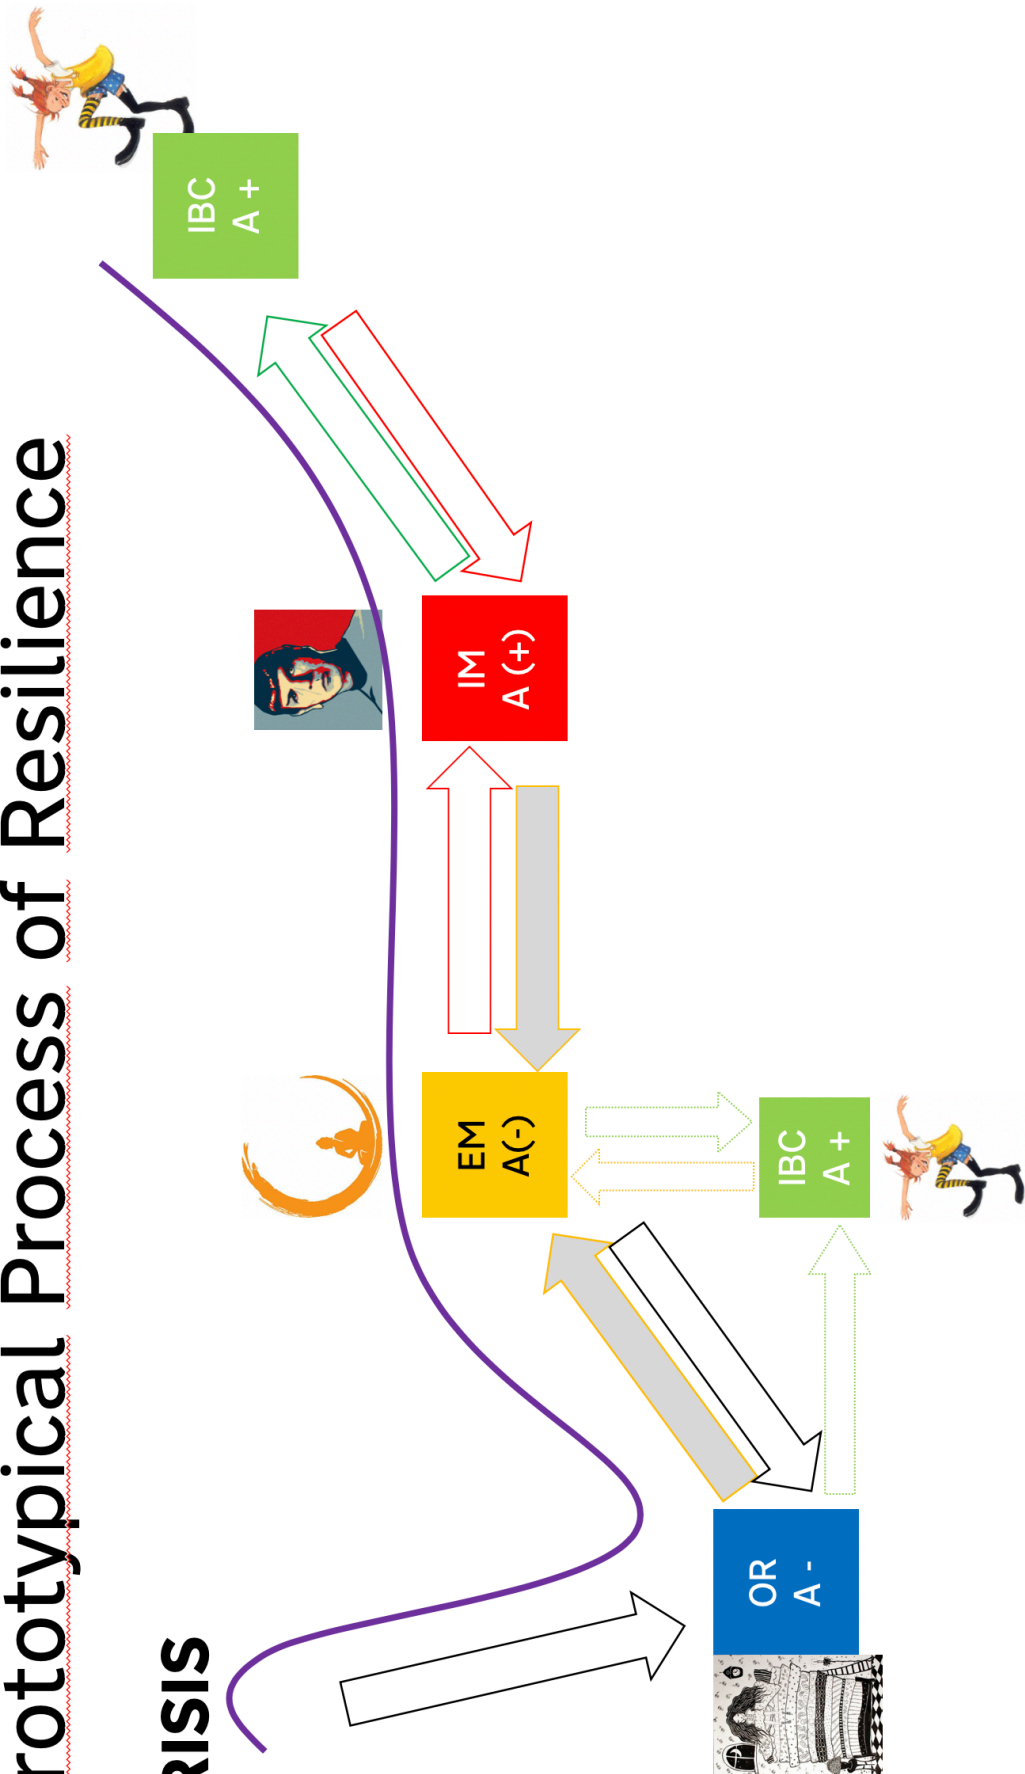 rototypical Process of Resilience
RISIS
OR
A -
EM
A(-)
IBC
A +
IM
A (+)
IBC
A +